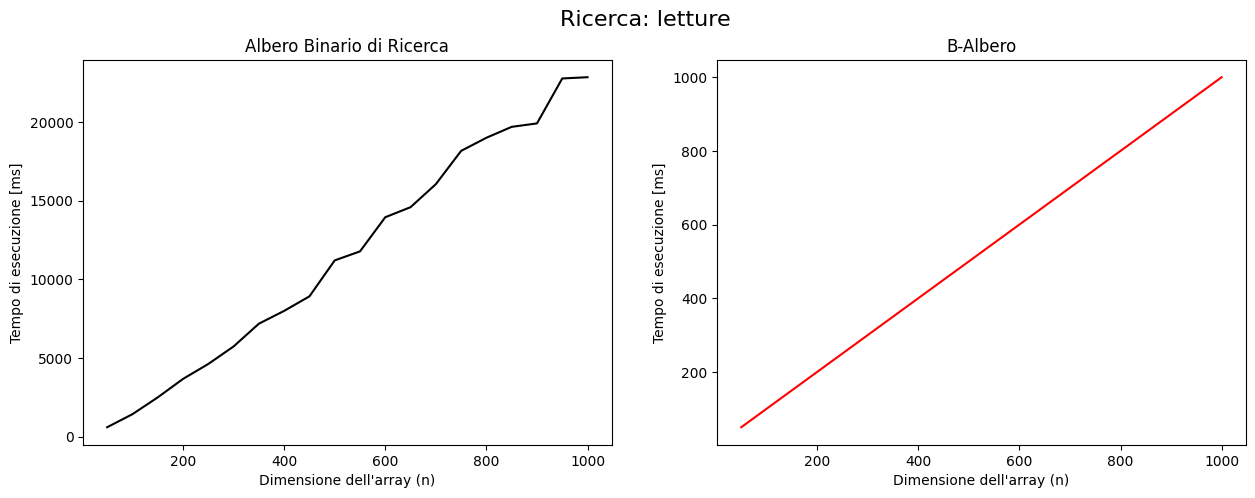 Ricerca: letture
Albero Binario di Ricerca
Tempo di esecuzione [ms]
20000
15000
10000
5000
0
200
400
600
800
1000
Dimensione dell'array (n)
B-Albero
Tempo di esecuzione [ms]
1000
800
600
400
200
200
400
600
800
1000
Dimensione dell'array (n)